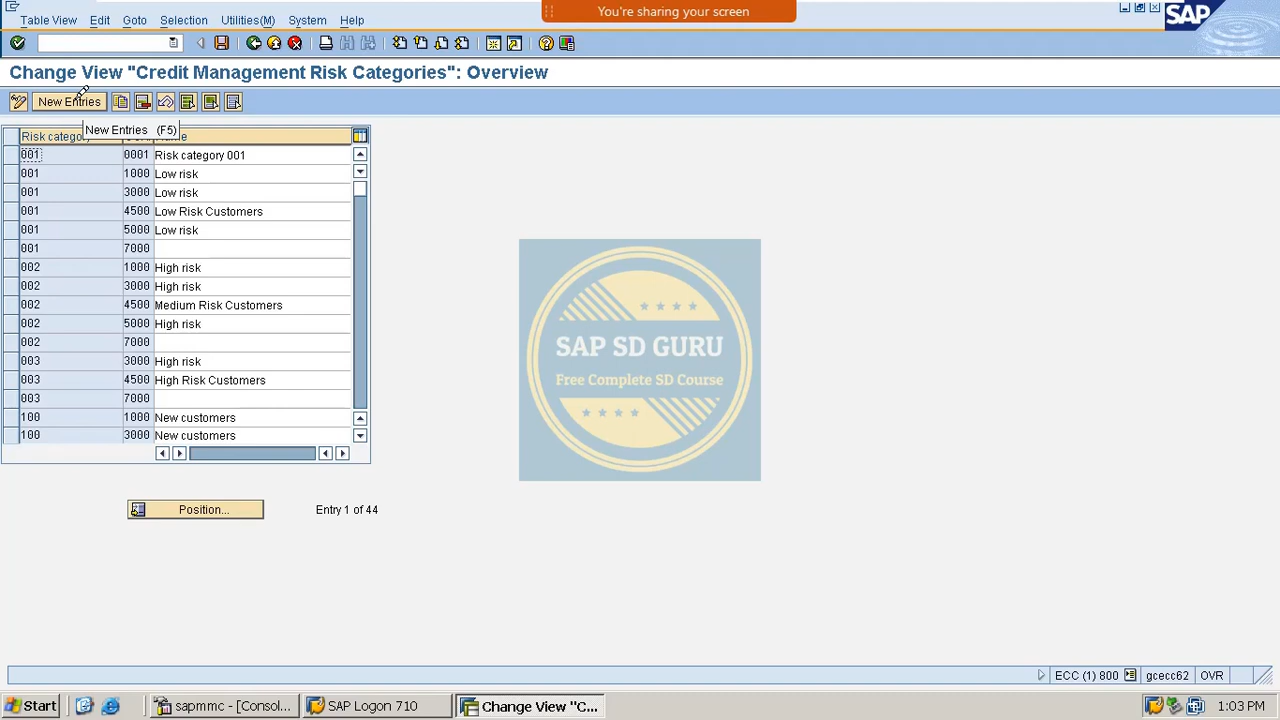 You're sharing your screen
Table View Edit Goto Selection Utilities(M) System Help
SAP
Change View "Credit Management Risk Categories": Overview
New Entries
New Entries (F5)
Risk catego
001 0001 Risk category 001
001 1000 Low risk
001 3000 Low risk
001 4500 Low Risk Customers
001 5000 Low risk
001 7000
002 1000 High risk
002 3000 High risk
002 4500 Medium Risk Customers
002 5000 High risk
002 7000
003 3000 High risk
003 4500 High Risk Customers
003 7000
100 1000 New customers
100 3000 New customers
SAP SD GURU
Free Complete SD Course
Position... Entry 1 of 44
ECC (1) 800 gcecc62 OVR
Start sapmmc - [Consol... SAP Logon 710 Change View "C... 1:03 PM